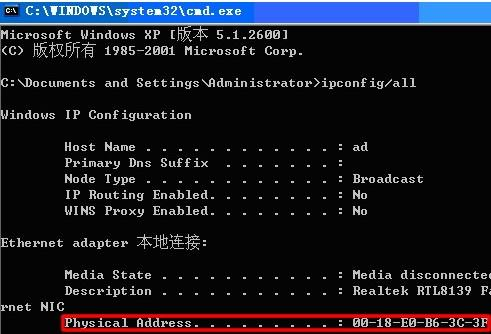 C:\WINDOWS\system32\cmd.exe
Microsoft Windows XP [版本 5.1.2600]
(C) 版权所有 1985-2001 Microsoft Corp.
C:\Documents and Settings\Administrator>ipconfig/all
Windows IP Configuration
Host Name . . . . . . . . . . . . : ad
Primary Dns Suffix . . . . . . . :
Node Type . . . . . . . . . . . . : Broadcast
IP Routing Enabled. . . . . . . . : No
WINS Proxy Enabled. . . . . . . . : No
Ethernet adapter 本地连接:
Media State . . . . . . . . . . . : Media disconnected
Description . . . . . . . . . . . : Realtek RTL8139 Fa
rnet NIC
Physical Address. . . . . . . . . : 00-18-E0-B6-3C-3F